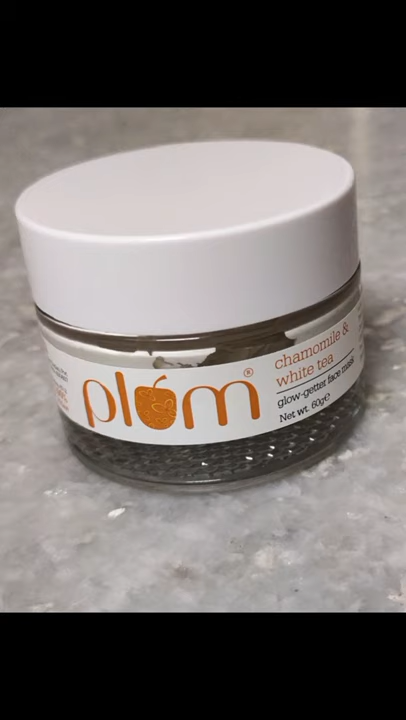 plum®
chamomile &
white tea
glow-getter face mask
Net wt. 60g℮